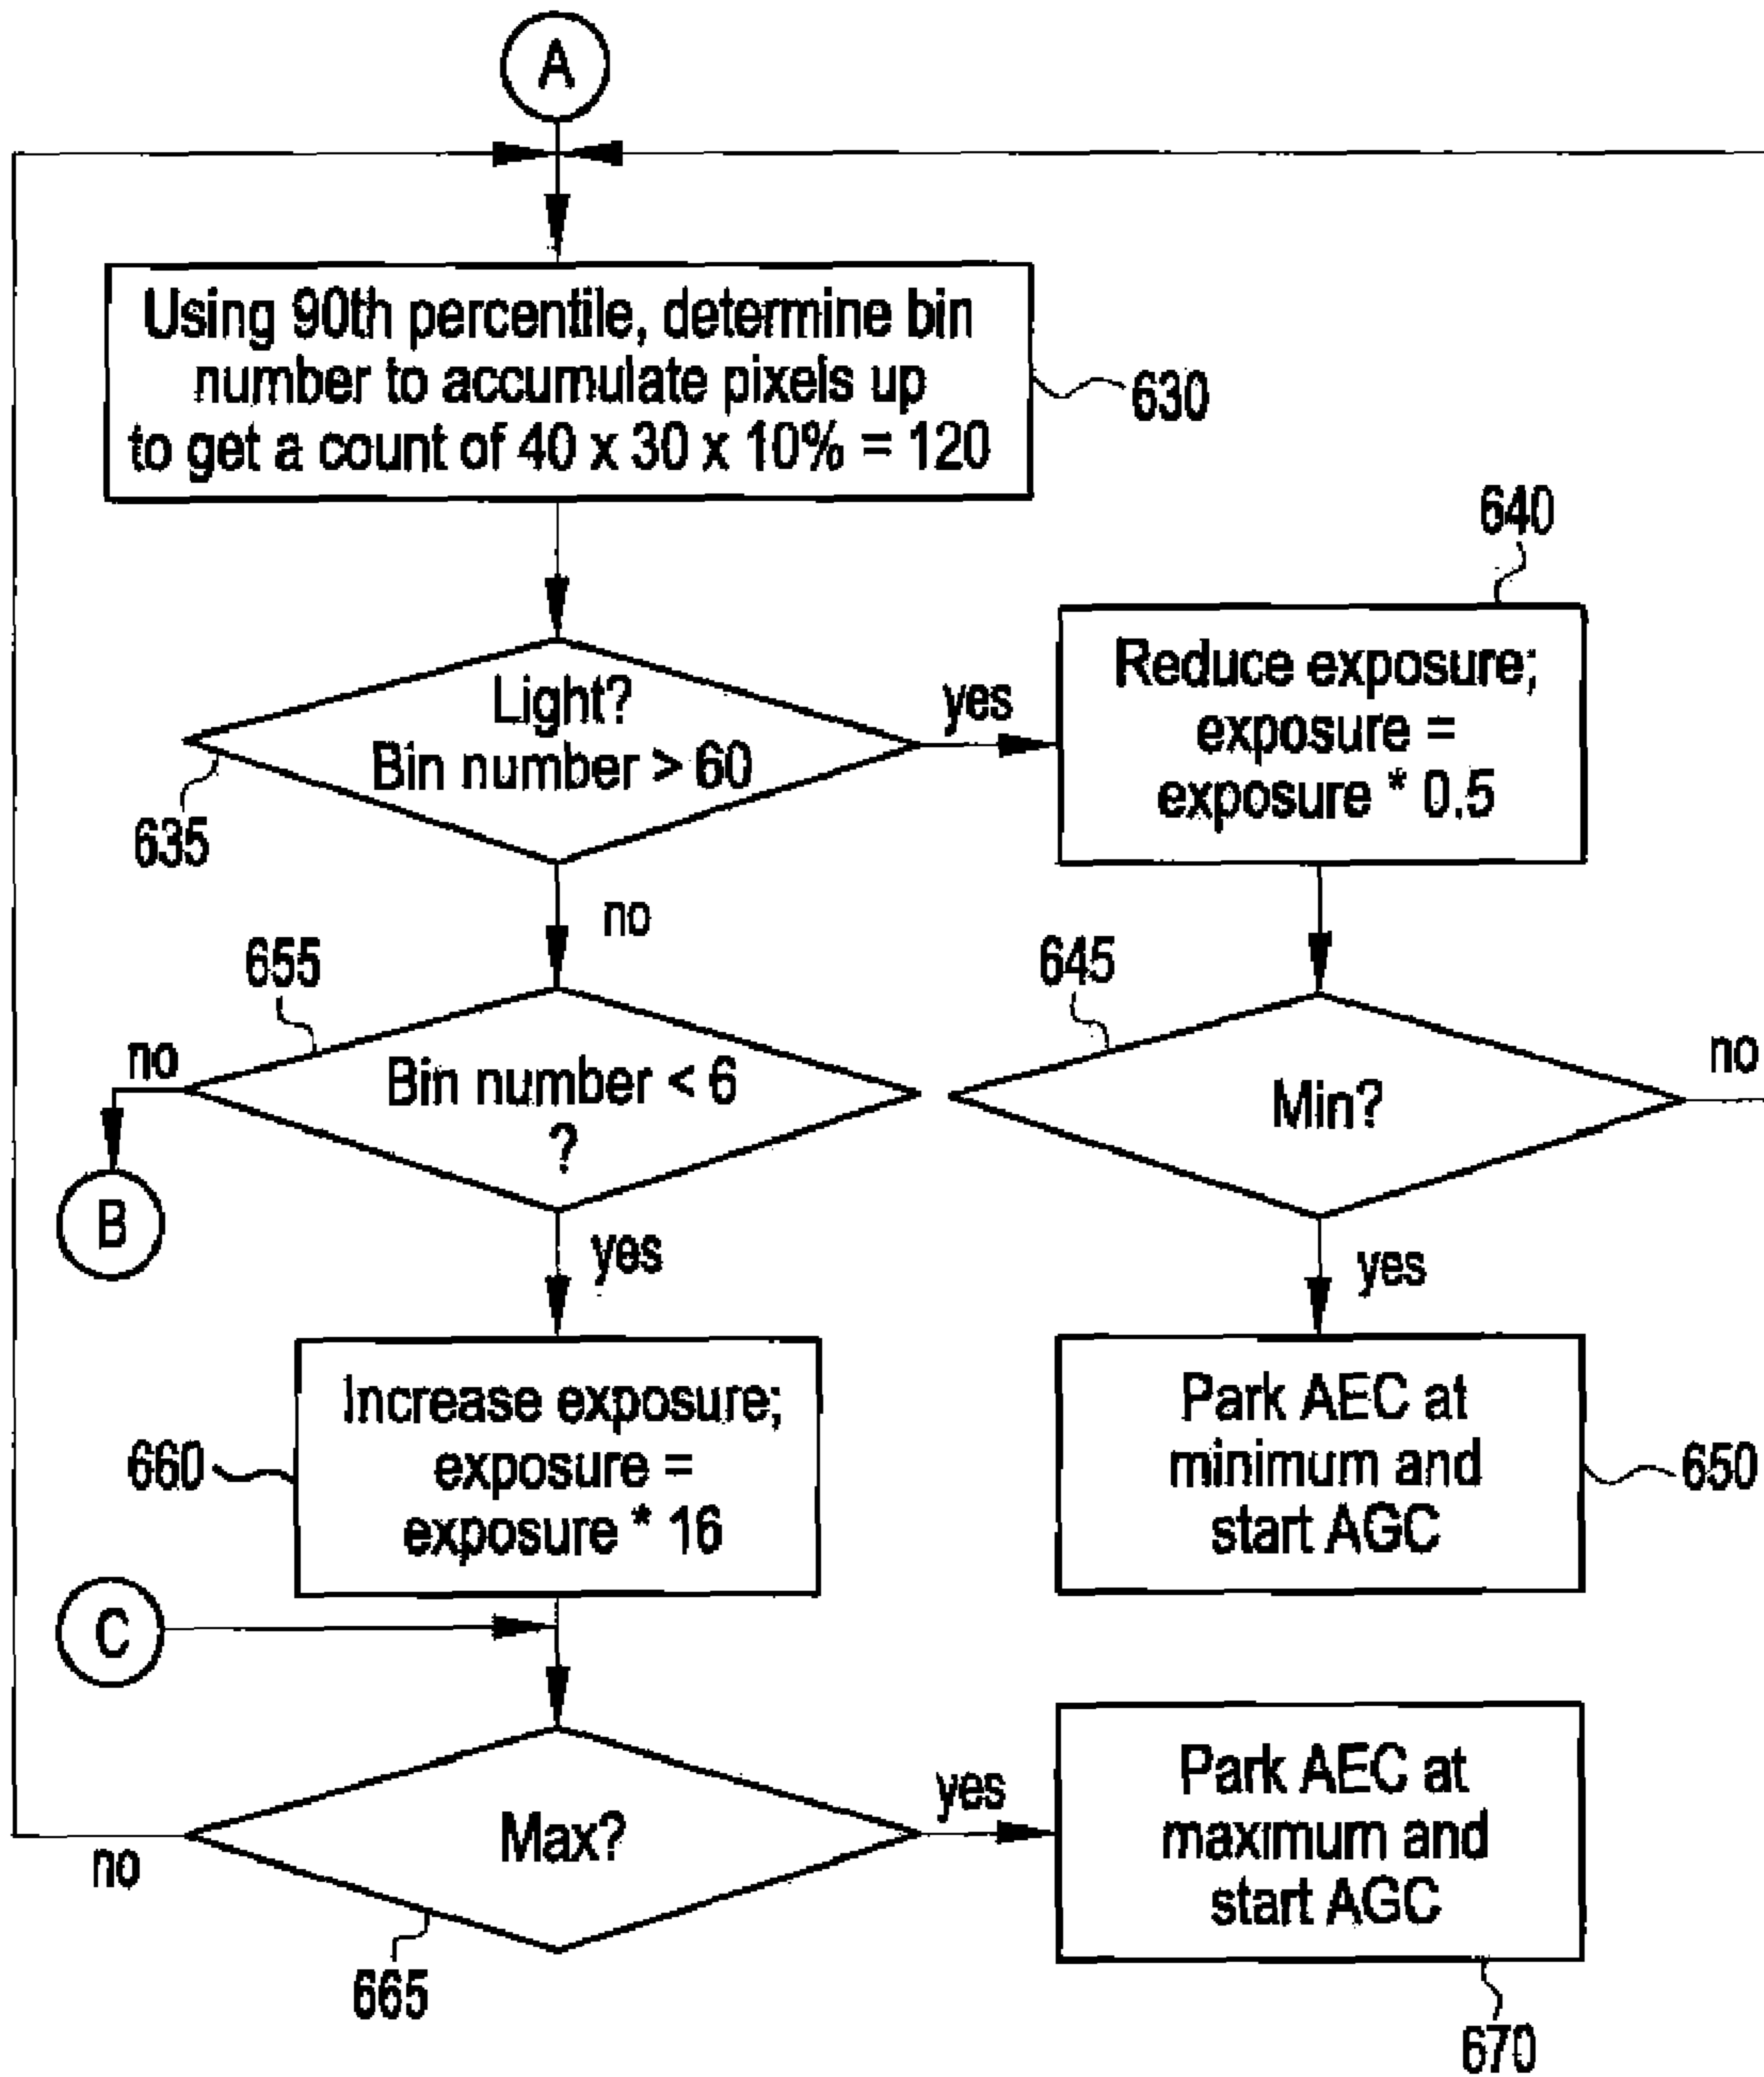 A
Using 90th percentile, determine bin
number to accumulate pixels up
to get a count of 40 x 30 x 10% = 120
630
640
Light?
Bin number > 60
yes
635
Reduce exposure;
exposure =
exposure * 0.5
no
655
645
no
Bin number < 6
?
Min?
no
B
yes
yes
Increase exposure;
exposure =
exposure * 16
660
Park AEC at
minimum and
start AGC
650
C
Max?
yes
no
665
Park AEC at
maximum and
start AGC
670